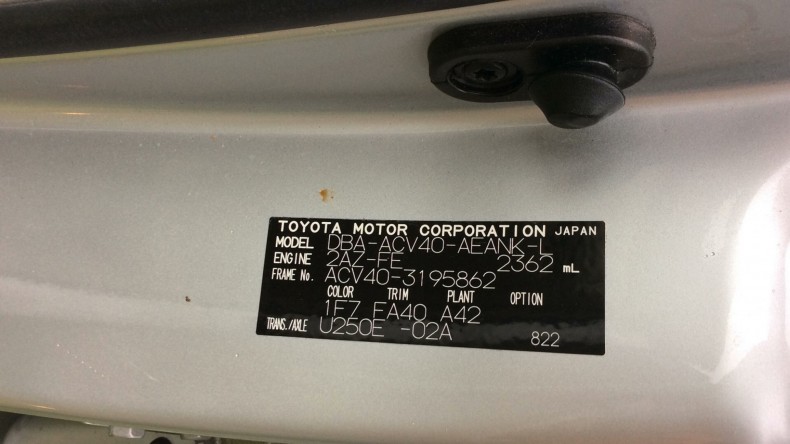 TOYOTA MOTOR CORPORATION JAPAN
MODEL DBA-ACV40-AEANK-L
ENGINE 2AZ-FE 2362 mL
FRAME No. ACV40-3195862
COLOR TRIM PLANT OPTION
1F7 FA40 A42
TRANS./AXLE U250E -02A 822